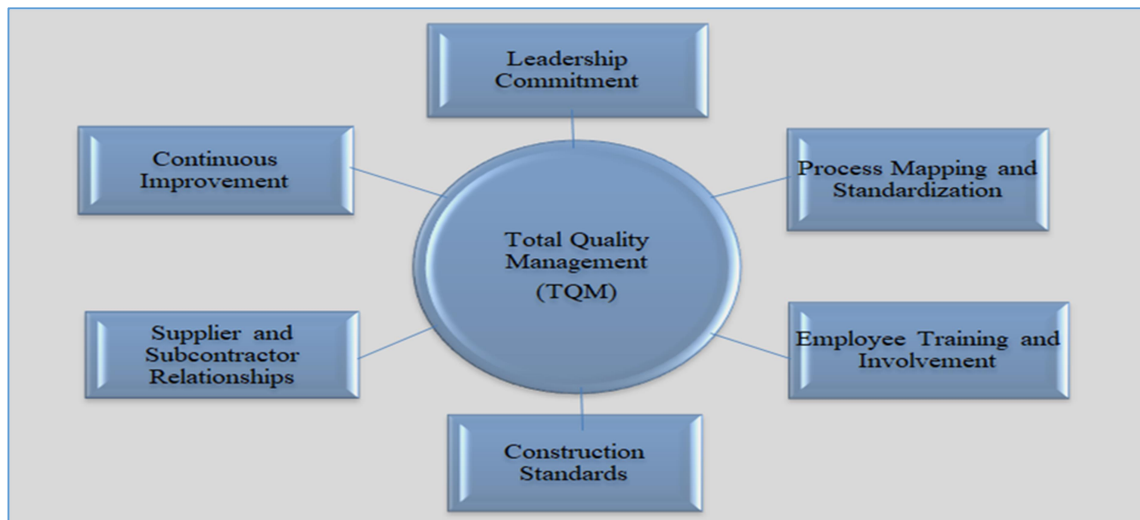 Leadership
Commitment
Continuous
Improvement
Process Mapping and
Standardization
Total Quality
Management
(TQM)
Supplier and
Subcontractor
Relationships
Employee Training and
Involvement
Construction
Standards